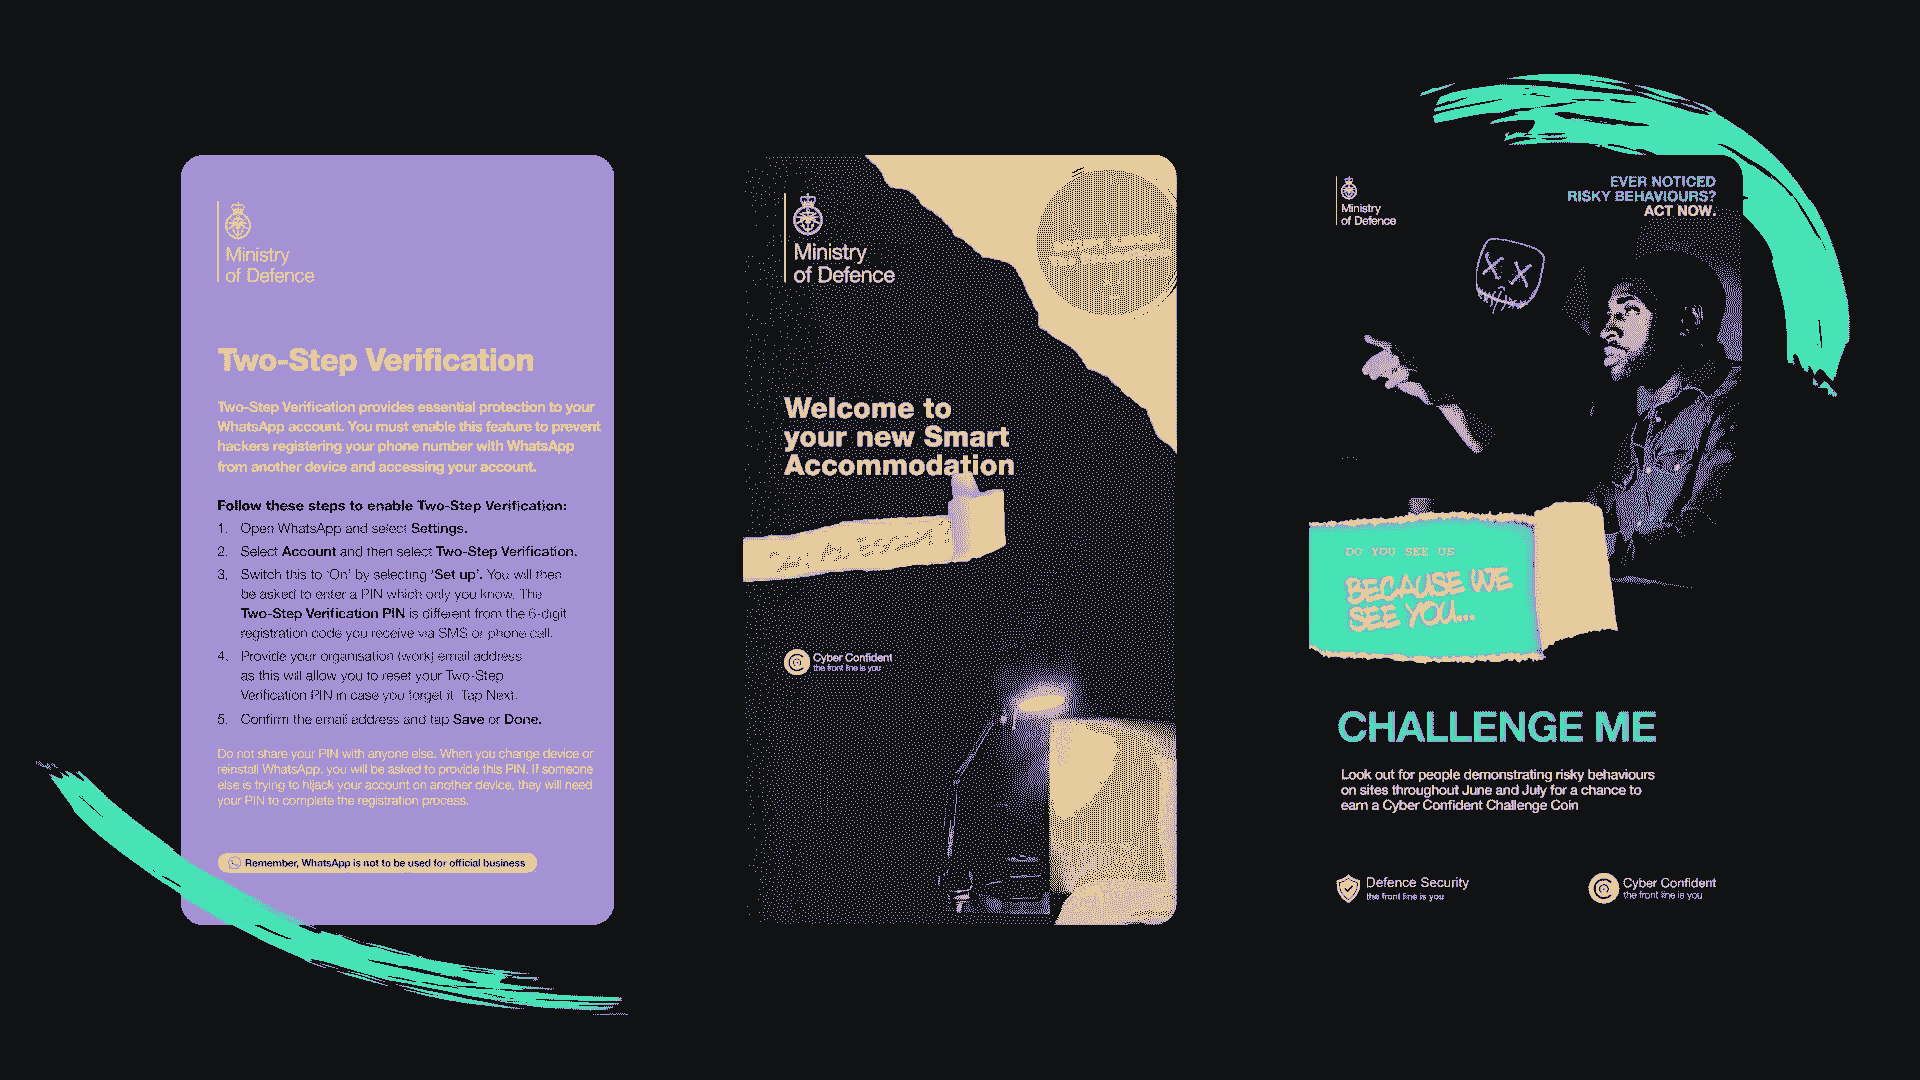 Ministry
of Defence
Two-Step Verification
Two-Step Verification provides essential protection to your
WhatsApp account. You must enable this feature to prevent
hackers registering your phone number with WhatsApp
from another device and accessing your account.
Follow these steps to enable Two-Step Verification:
1. Open WhatsApp and select Settings.
2. Select Account and then select Two-Step Verification.
3. Switch this to ‘On’ by selecting ‘Set up’. You will then
be asked to enter a PIN which only you know. The
Two-Step Verification PIN is different from the 6-digit
registration code you receive via SMS or phone call.
4. Provide your organisation (work) email address
as this will allow you to reset your Two-Step
Verification PIN in case you forget it. Tap Next.
5. Confirm the email address and tap Save or Done.
Do not share your PIN with anyone else. When you change device or
reinstall WhatsApp, you will be asked to provide this PIN. If someone
else is trying to hijack your account on another device, they will need
your PIN to complete the registration process.
Remember, WhatsApp is not to be used for official business
Ministry
of Defence
Welcome to
your new Smart
Accommodation
Cyber Confident
the front line is you
Ministry
of Defence
EVER NOTICED
RISKY BEHAVIOURS?
ACT NOW.
DO YOU SEE US
BECAUSE WE
SEE YOU...
CHALLENGE ME
Look out for people demonstrating risky behaviours
on sites throughout June and July for a chance to
earn a Cyber Confident Challenge Coin
Defence Security
the front line is you
Cyber Confident
the front line is you